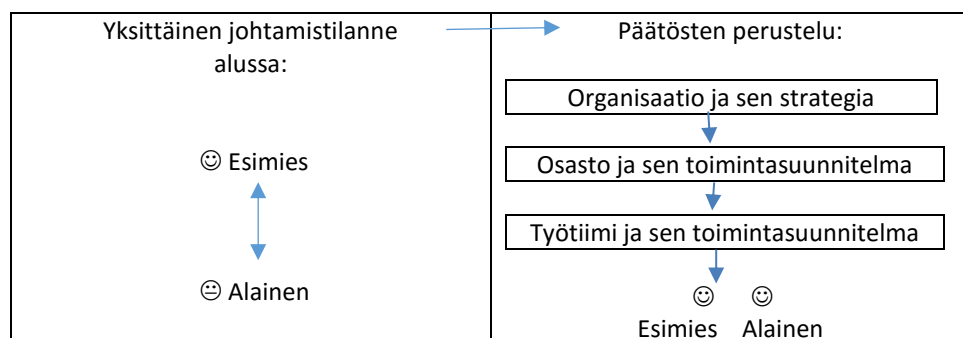 Yksittäinen johtamistilanne
alussa:
☺ Esimies
😐 Alainen
Päätösten perustelu:
Organisaatio ja sen strategia
Osasto ja sen toimintasuunnitelma
Työtiimi ja sen toimintasuunnitelma
☺ ☺
Esimies Alainen